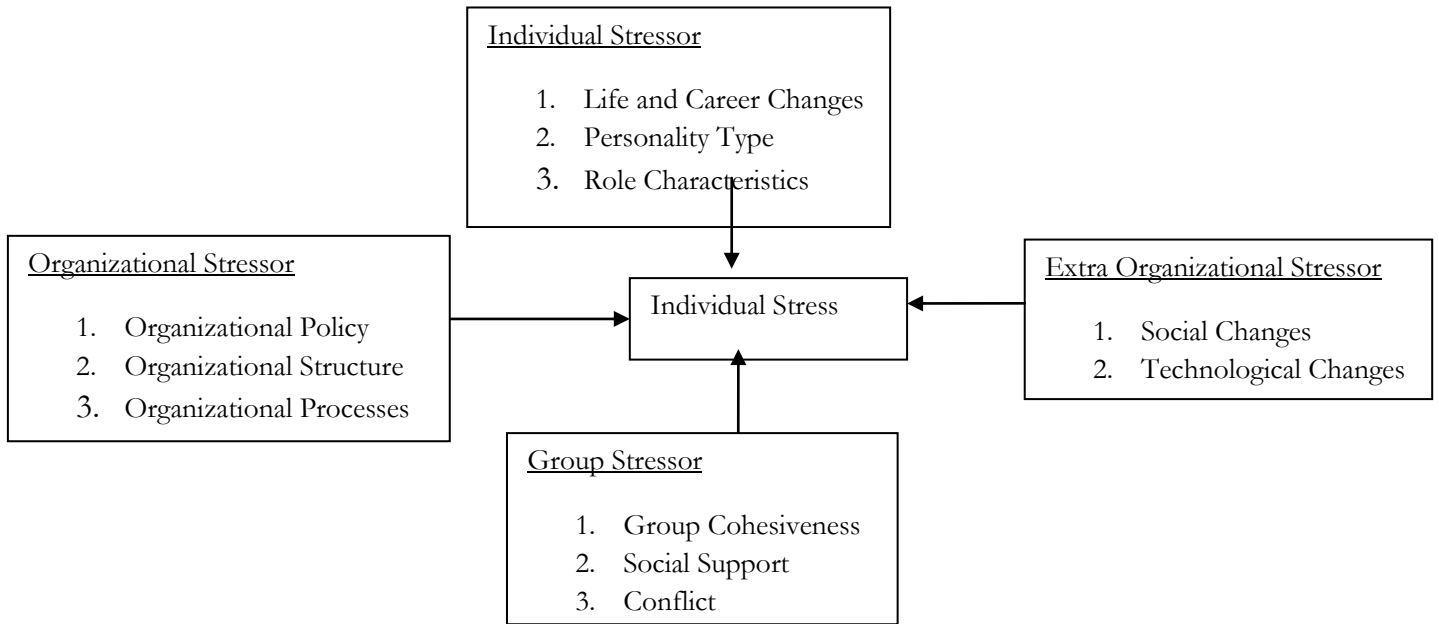 Individual Stressor
1. Life and Career Changes
2. Personality Type
3. Role Characteristics
Organizational Stressor
1. Organizational Policy
2. Organizational Structure
3. Organizational Processes
Individual Stress
Extra Organizational Stressor
1. Social Changes
2. Technological Changes
Group Stressor
1. Group Cohesiveness
2. Social Support
3. Conflict